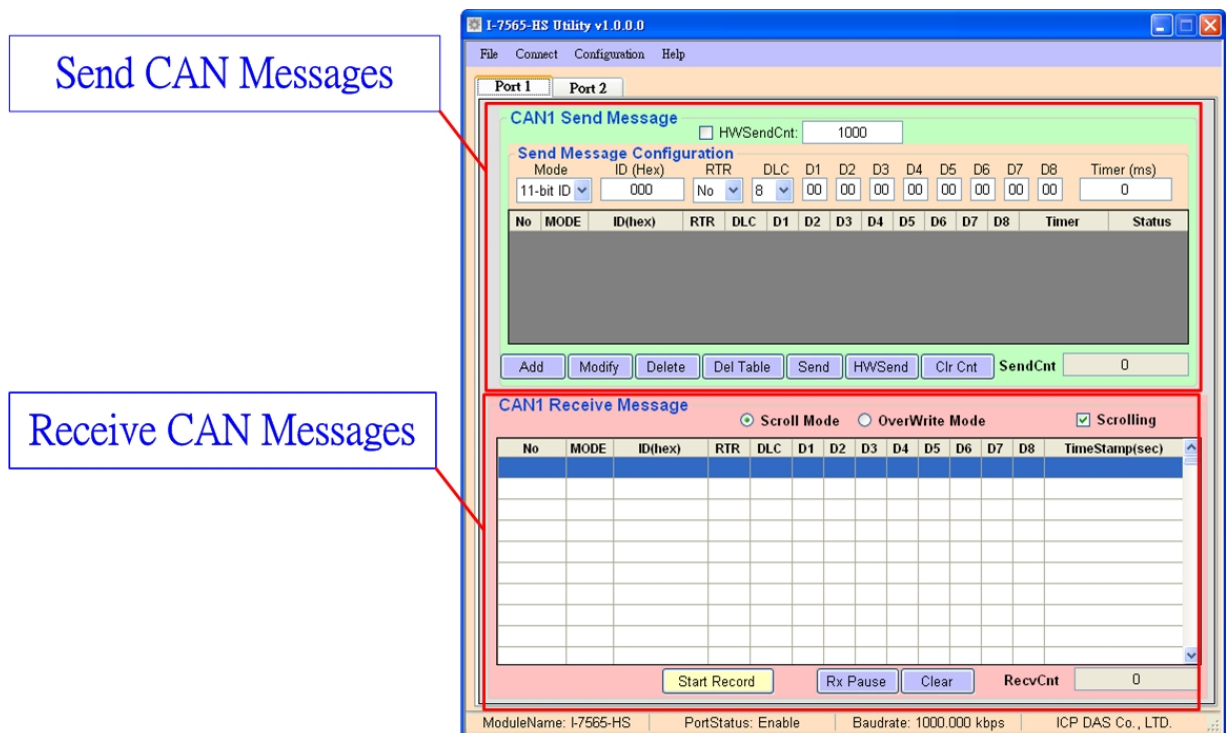 Send CAN Messages
Receive CAN Messages
I-7565-HS Utility v1.0.0.0
File Connect Configuration Help
Port 1 Port 2
CAN1 Send Message
HWSendCnt: 1000
Send Message Configuration
Mode ID (Hex) RTR DLC D1 D2 D3 D4 D5 D6 D7 D8 Timer (ms)
11-bit ID 000 No 8 00 00 00 00 00 00 00 00 0
No MODE ID(hex) RTR DLC D1 D2 D3 D4 D5 D6 D7 D8 Timer Status
Add Modify Delete Del Table Send HWSend Clr Cnt SendCnt 0
CAN1 Receive Message
Scroll Mode OverWrite Mode Scrolling
No MODE ID(hex) RTR DLC D1 D2 D3 D4 D5 D6 D7 D8 TimeStamp(sec)
Start Record Rx Pause Clear RecvCnt 0
ModuleName: I-7565-HS PortStatus: Enable Baudrate: 1000.000 kbps ICP DAS Co., LTD.